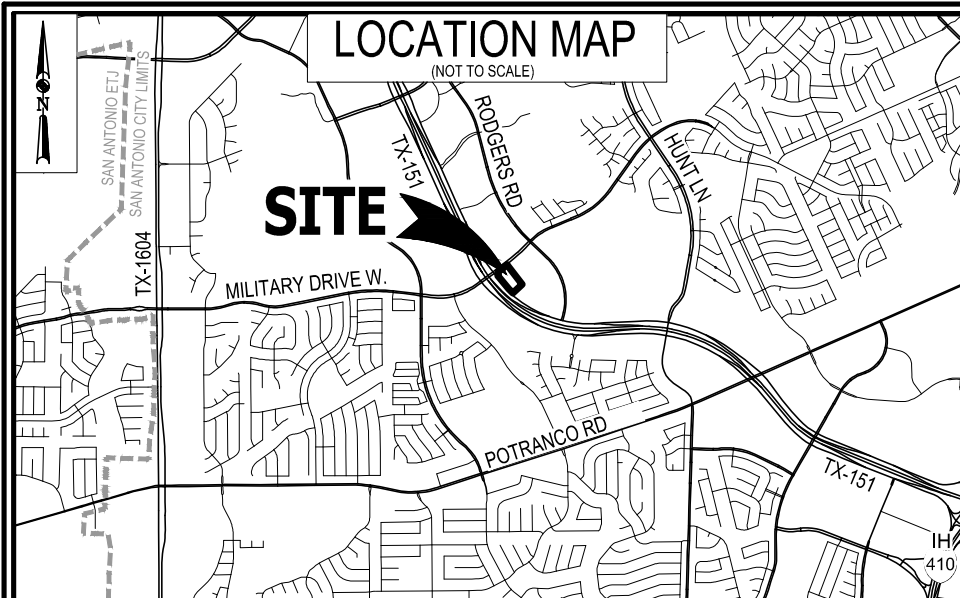 LOCATION MAP
(NOT TO SCALE)
N
SAN ANTONIO ETJ
SAN ANTONIO CITY LIMITS
TX-151
RODGERS RD
HUNT LN
SITE
TX-1604
MILITARY DRIVE W.
POTRANCO RD
TX-151
IH
410